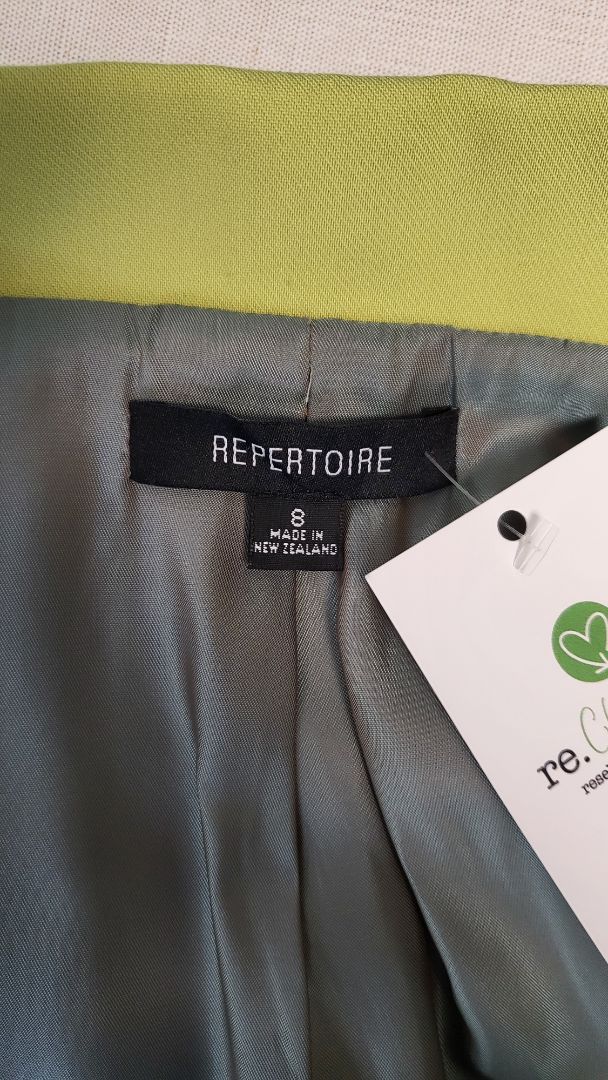 REPERTOIRE
8
MADE IN
NEW ZEALAND
re.